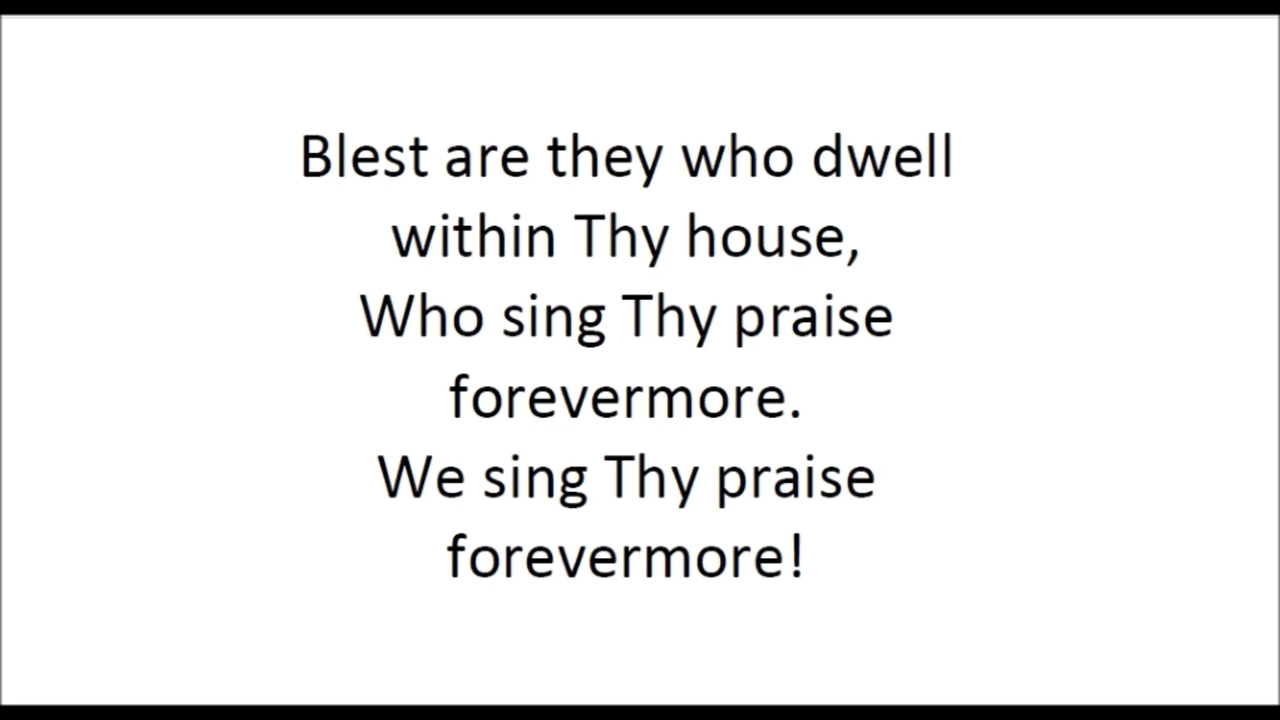 Blest are they who dwell
within Thy house,
Who sing Thy praise
forevermore.
We sing Thy praise
forevermore!